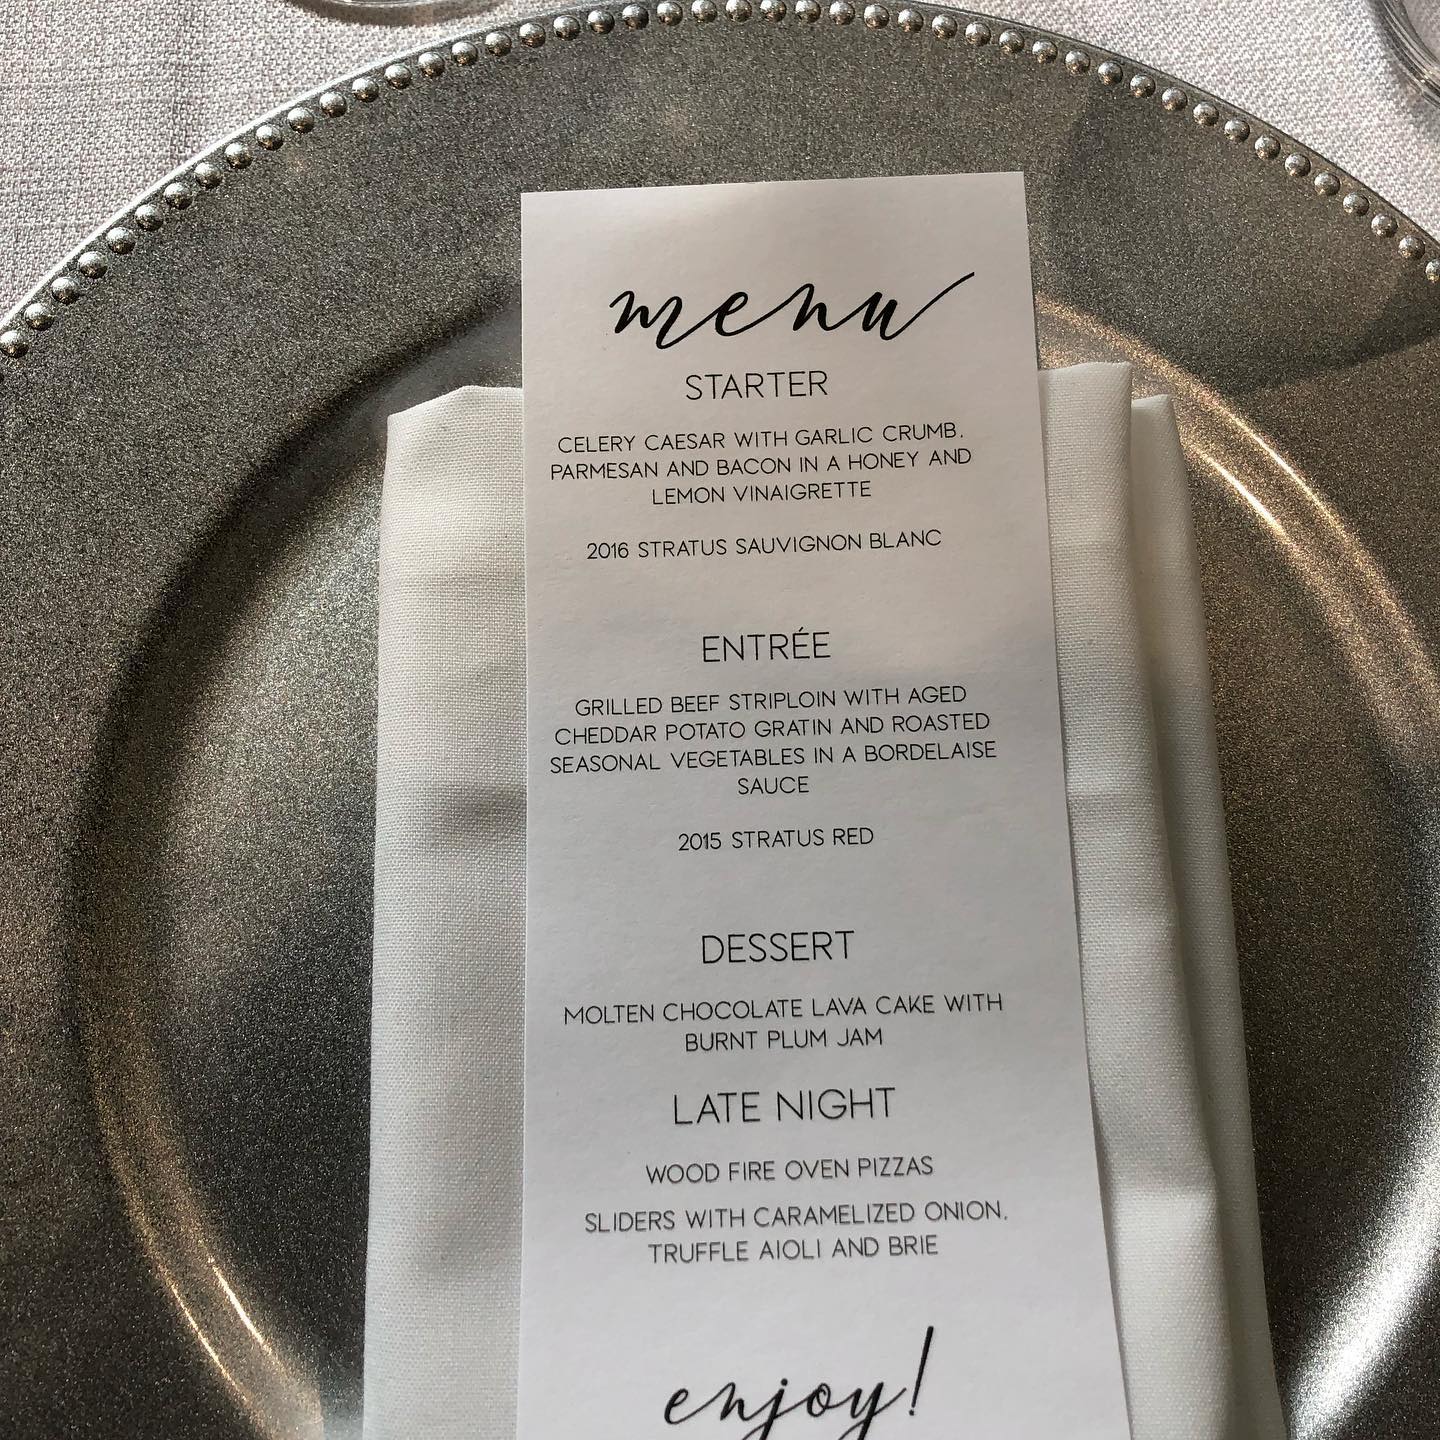 menu
STARTER
CELERY CAESAR WITH GARLIC CRUMB,
PARMESAN AND BACON IN A HONEY AND
LEMON VINAIGRETTE
2016 STRATUS SAUVIGNON BLANC
ENTRÉE
GRILLED BEEF STRIPLOIN WITH AGED
CHEDDAR POTATO GRATIN AND ROASTED
SEASONAL VEGETABLES IN A BORDELAISE
SAUCE
2015 STRATUS RED
DESSERT
MOLTEN CHOCOLATE LAVA CAKE WITH
BURNT PLUM JAM
LATE NIGHT
WOOD FIRE OVEN PIZZAS
SLIDERS WITH CARAMELIZED ONION,
TRUFFLE AIOLI AND BRIE
enjoy!